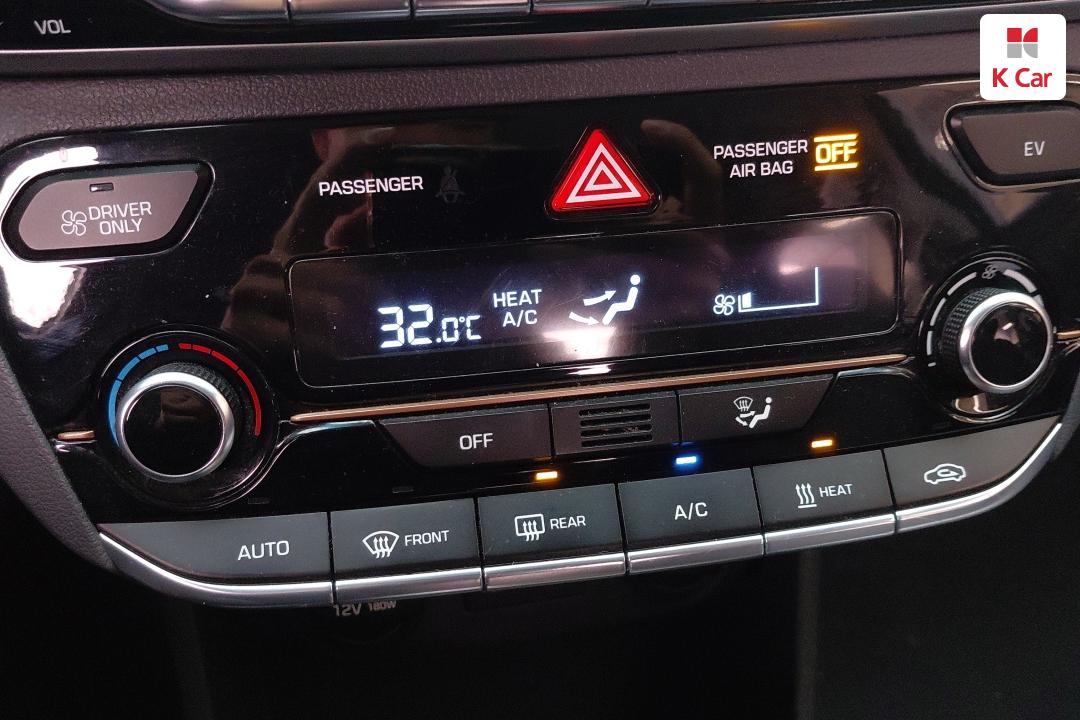 VOL
K Car
PASSENGER
PASSENGER
AIR BAG
OFF
EV
DRIVER
ONLY
32.0°C
HEAT
A/C
OFF
AUTO
FRONT
REAR
A/C
HEAT
12V 180W